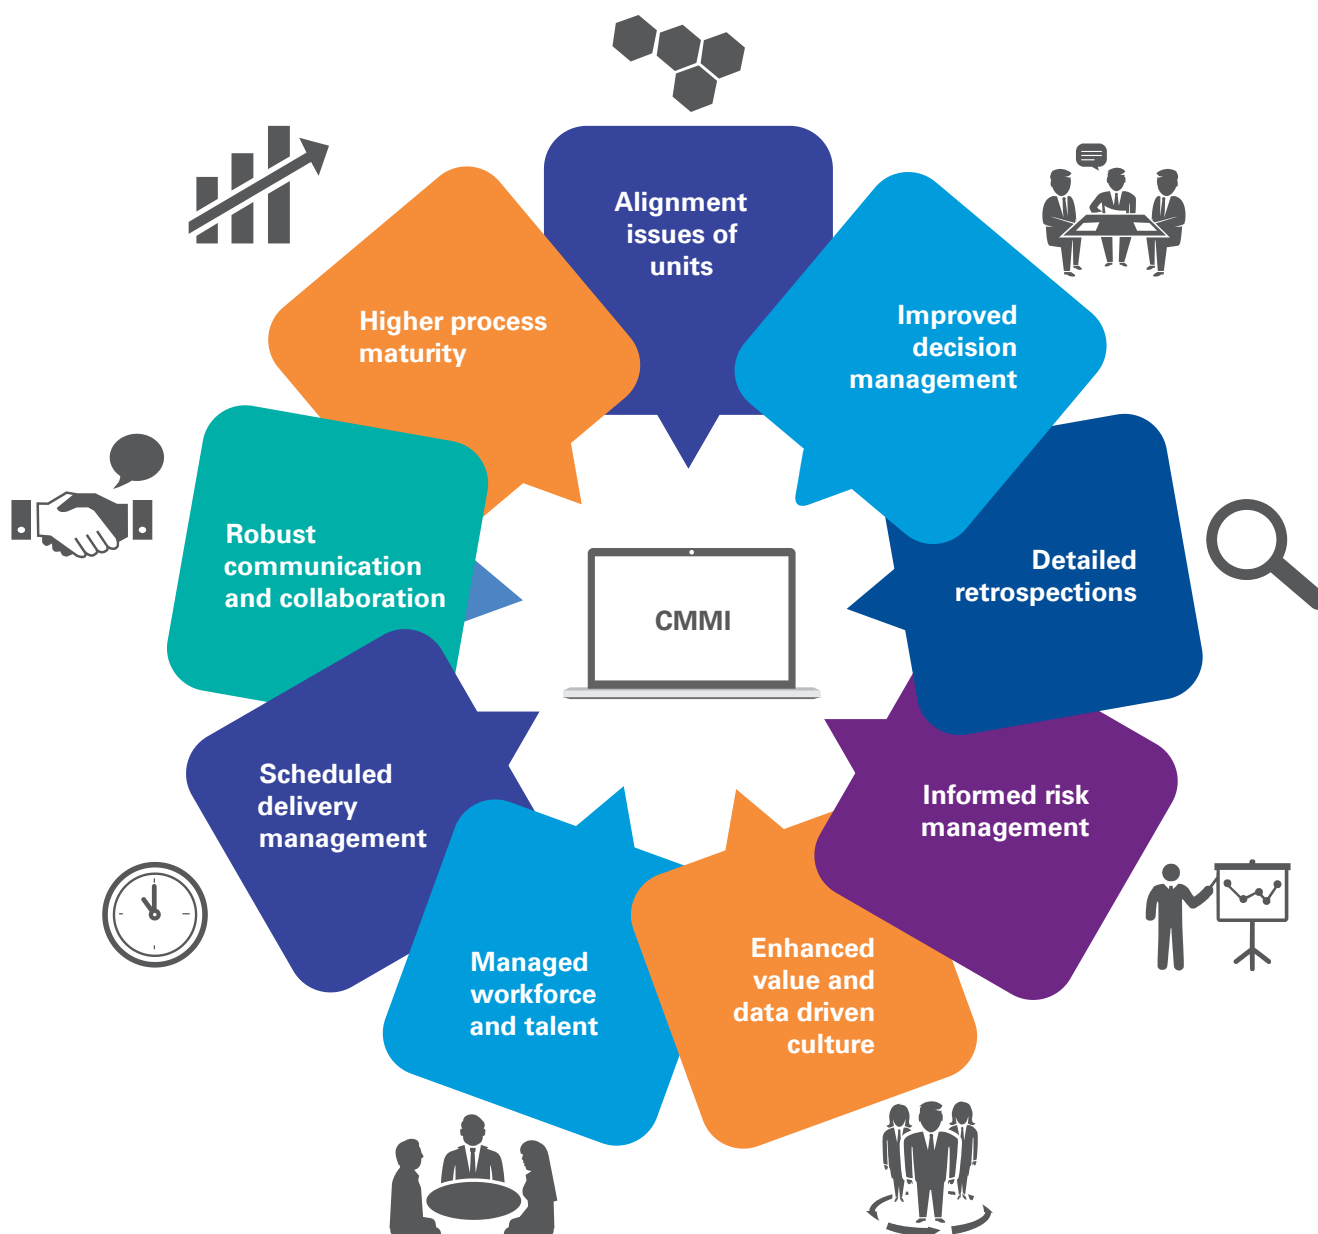 Alignment
issues of
units
Improved
decision
management
Detailed
retrospections
Informed risk
management
Enhanced
value and
data driven
culture
Managed
workforce
and talent
Scheduled
delivery
management
Robust
communication
and collaboration
Higher process
maturity
CMMI